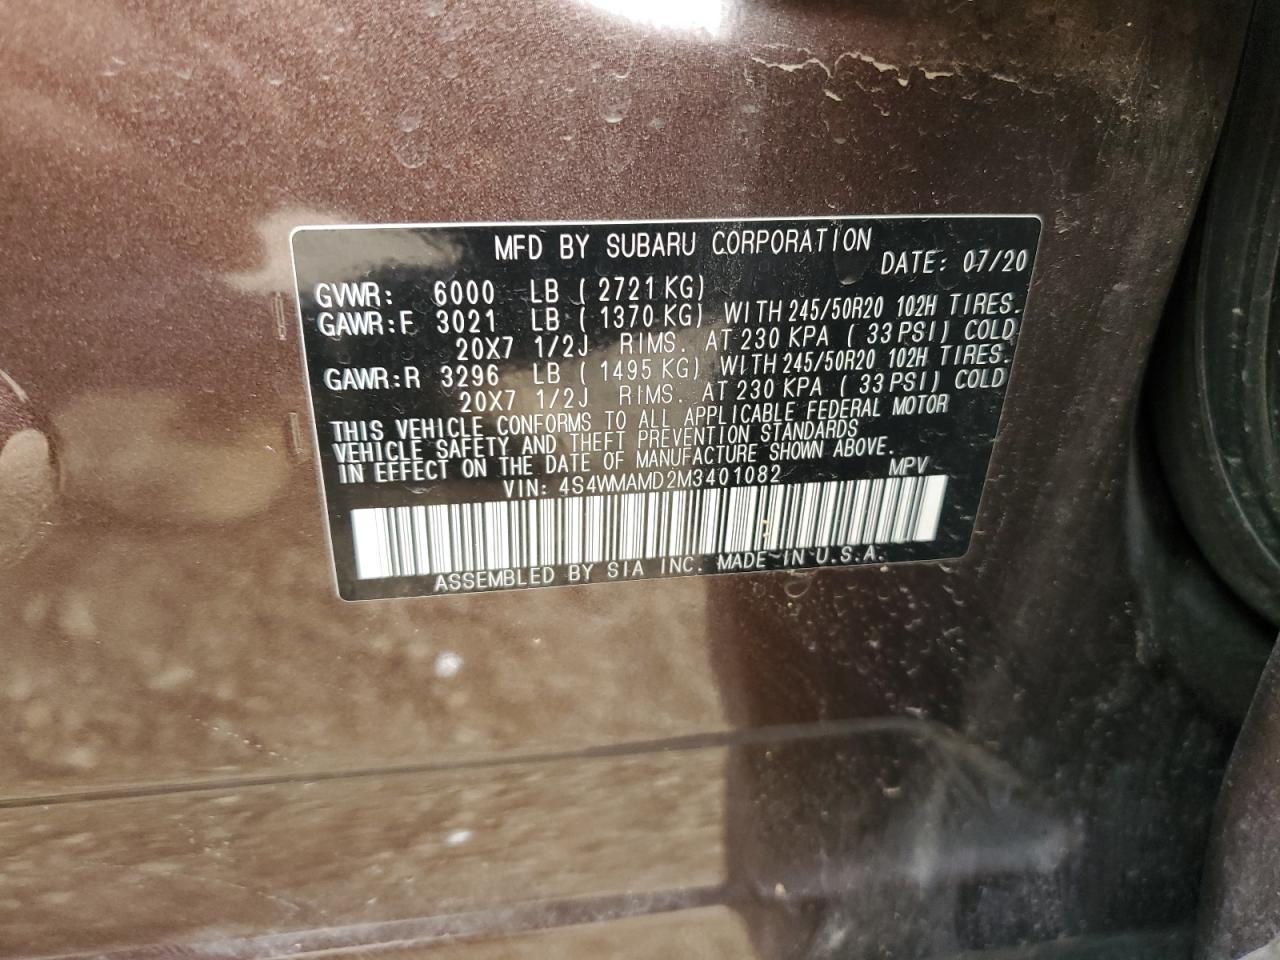 MFD BY SUBARU CORPORATION
DATE: 07/20
GVWR: 6000 LB ( 2721 KG)
GAWR:F 3021 LB ( 1370 KG) WITH 245/50R20 102H TIRES.
20X7 1/2J RIMS. AT 230 KPA ( 33 PSI) COLD
GAWR:R 3296 LB ( 1495 KG) WITH 245/50R20 102H TIRES.
20X7 1/2J RIMS. AT 230 KPA ( 33 PSI) COLD
THIS VEHICLE CONFORMS TO ALL APPLICABLE FEDERAL MOTOR
VEHICLE SAFETY AND THEFT PREVENTION STANDARDS
IN EFFECT ON THE DATE OF MANUFACTURE SHOWN ABOVE.
VIN: 4S4WMAMD2M3401082 MPV
ASSEMBLED BY SIA INC. MADE IN U.S.A.